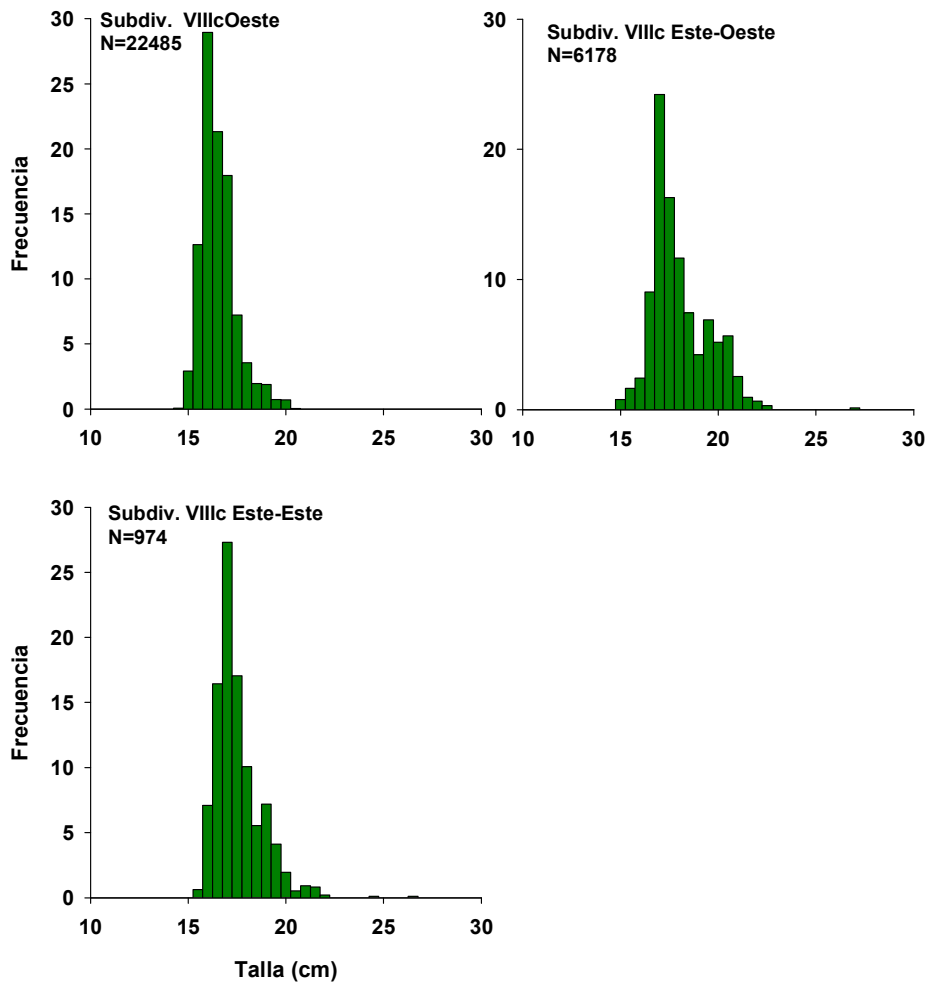 Subdiv. VIIIcOeste
N=22485
Frecuencia
30
25
20
15
10
5
0
10 15 20 25 30
Subdiv. VIIIc Este-Oeste
N=6178
30
20
10
0
10 15 20 25 30
Subdiv. VIIIc Este-Este
N=974
Frecuencia
30
25
20
15
10
5
0
10 15 20 25 30
Talla (cm)